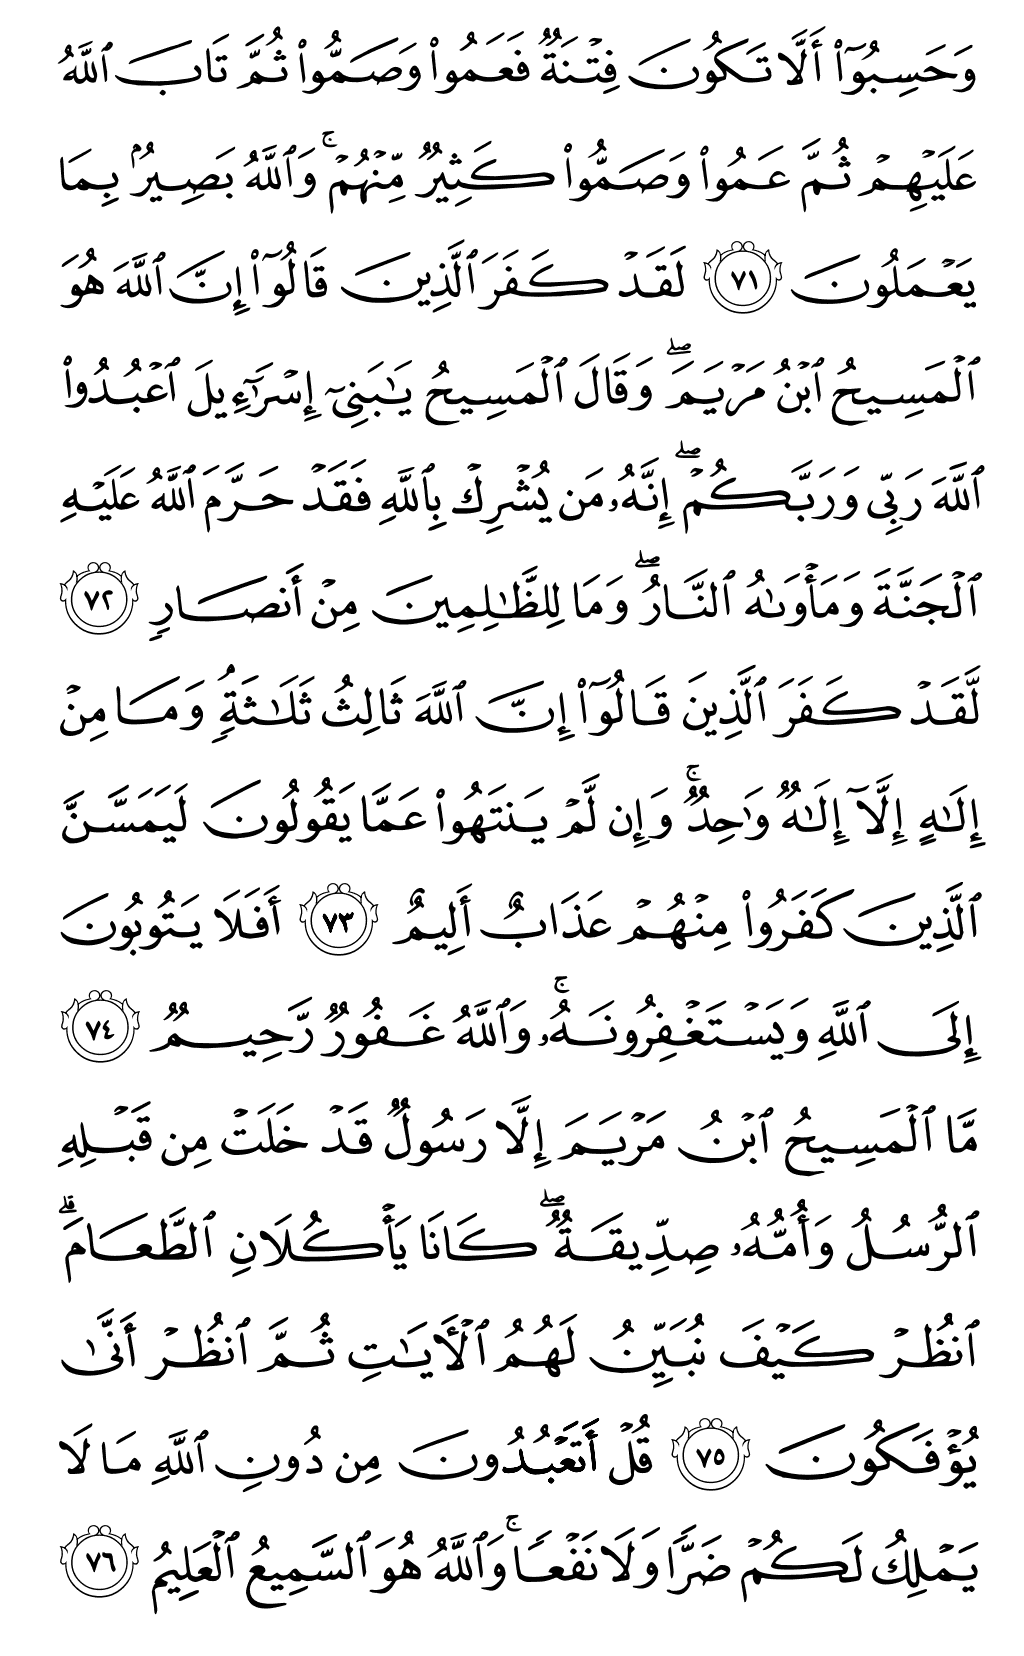 وَحَسِبُوٓا۟ أَلَّا تَكُونَ فِتْنَةٌ فَعَمُوا۟ وَصَمُّوا۟ ثُمَّ تَابَ ٱللَّهُ
عَلَيْهِمْ ثُمَّ عَمُوا۟ وَصَمُّوا۟ كَثِيرٌ مِّنْهُمْ ۚ وَٱللَّهُ بَصِيرٌۢ بِمَا
يَعْمَلُونَ ٧١ لَقَدْ كَفَرَ ٱلَّذِينَ قَالُوٓا۟ إِنَّ ٱللَّهَ هُوَ
ٱلْمَسِيحُ ٱبْنُ مَرْيَمَ ۖ وَقَالَ ٱلْمَسِيحُ يَـٰبَنِىٓ إِسْرَٰٓءِيلَ ٱعْبُدُوا۟
ٱللَّهَ رَبِّى وَرَبَّكُمْ ۖ إِنَّهُۥ مَن يُشْرِكْ بِٱللَّهِ فَقَدْ حَرَّمَ ٱللَّهُ عَلَيْهِ
ٱلْجَنَّةَ وَمَأْوَىٰهُ ٱلنَّارُ ۖ وَمَا لِلظَّـٰلِمِينَ مِنْ أَنصَارٍ ٧٢
لَّقَدْ كَفَرَ ٱلَّذِينَ قَالُوٓا۟ إِنَّ ٱللَّهَ ثَالِثُ ثَلَـٰثَةٍۘ وَمَا مِنْ
إِلَـٰهٍ إِلَّآ إِلَـٰهٌ وَٰحِدٌ ۚ وَإِن لَّمْ يَنتَهُوا۟ عَمَّا يَقُولُونَ لَيَمَسَّنَّ
ٱلَّذِينَ كَفَرُوا۟ مِنْهُمْ عَذَابٌ أَلِيمٌ ٧٣ أَفَلَا يَتُوبُونَ
إِلَى ٱللَّهِ وَيَسْتَغْفِرُونَهُۥ ۚ وَٱللَّهُ غَفُورٌ رَّحِيمٌ ٧٤
مَّا ٱلْمَسِيحُ ٱبْنُ مَرْيَمَ إِلَّا رَسُولٌ قَدْ خَلَتْ مِن قَبْلِهِ
ٱلرُّسُلُ وَأُمُّهُۥ صِدِّيقَةٌ ۖ كَانَا يَأْكُلَانِ ٱلطَّعَامَ ۗ
ٱنظُرْ كَيْفَ نُبَيِّنُ لَهُمُ ٱلْـَٔايَـٰتِ ثُمَّ ٱنظُرْ أَنَّىٰ
يُؤْفَكُونَ ٧٥ قُلْ أَتَعْبُدُونَ مِن دُونِ ٱللَّهِ مَا لَا
يَمْلِكُ لَكُمْ ضَرًّا وَلَا نَفْعًا ۚ وَٱللَّهُ هُوَ ٱلسَّمِيعُ ٱلْعَلِيمُ ٧٦